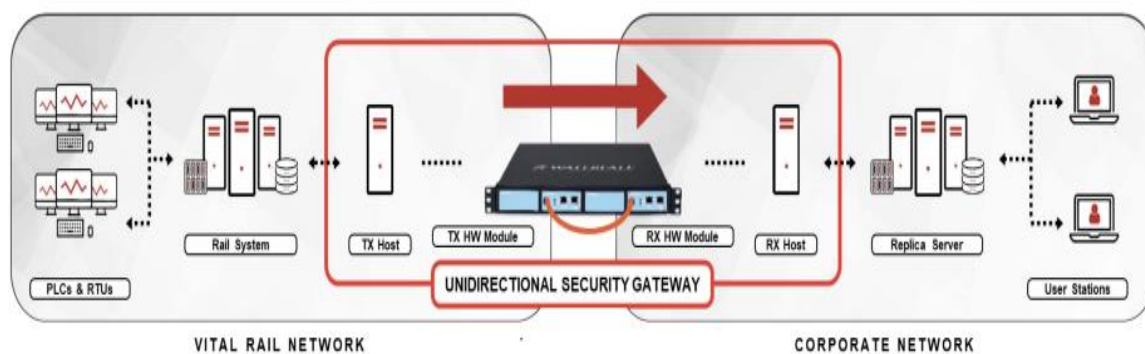 WATERFALL
Rail System
TX Host
TX HW Module
RX HW Module
RX Host
Replica Server
PLCs & RTUs
UNIDIRECTIONAL SECURITY GATEWAY
User Stations
VITAL RAIL NETWORK
CORPORATE NETWORK